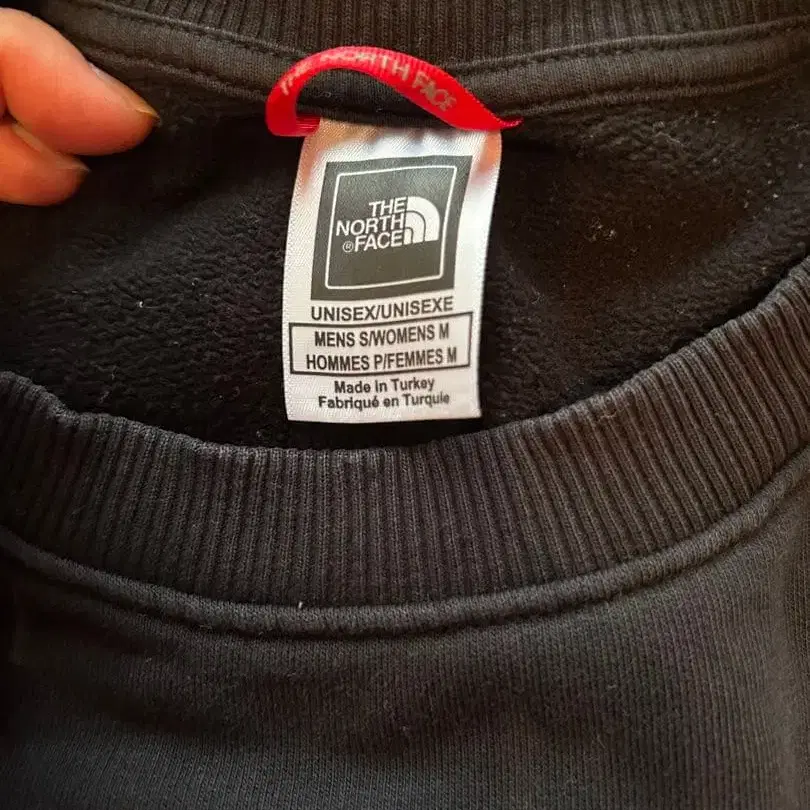 THE NORTH FACE
THE
NORTH
®FACE
UNISEX/UNISEXE
MENS S/WOMENS M
HOMMES P/FEMMES M
Made in Turkey
Fabriqué en Turquie